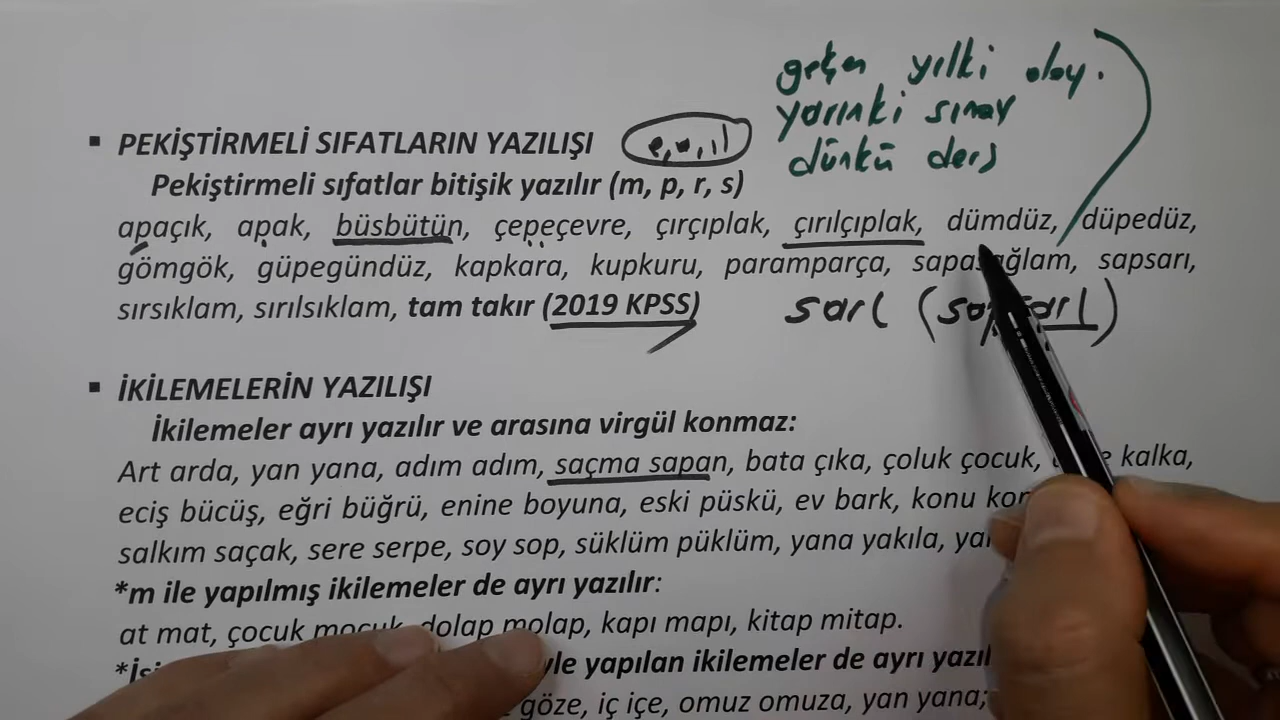 geçen yılki olay.
yarınki sınav
dünkü ders
▪ PEKİŞTİRMELİ SIFATLARIN YAZILIŞI
Pekiştirmeli sıfatlar bitişik yazılır (m, p, r, s)
apaçık, apak, büsbütün, çepeçevre, çırçıplak, çırılçıplak, dümdüz, düpedüz,
gömgök, güpegündüz, kapkara, kupkuru, paramparça, sapasağlam, sapsarı,
sırsıklam, sırılsıklam, tam takır (2019 KPSS)
sarı (sapsarı)
▪ İKİLEMELERİN YAZILIŞI
İkilemeler ayrı yazılır ve arasına virgül konmaz:
Art arda, yan yana, adım adım, saçma sapan, bata çıka, çoluk çocuk, kalka,
eciş bücüş, eğri büğrü, enine boyuna, eski püskü, ev bark, konu
salkım saçak, sere serpe, soy sop, süklüm püklüm, yana yakıla,
*m ile yapılmış ikilemeler de ayrı yazılır:
at mat, çocuk mocuk, dolap molap, kapı mapı, kitap mitap.
yapılan ikilemeler de ayrı
göze, iç içe, omuz omuza, yan yana;